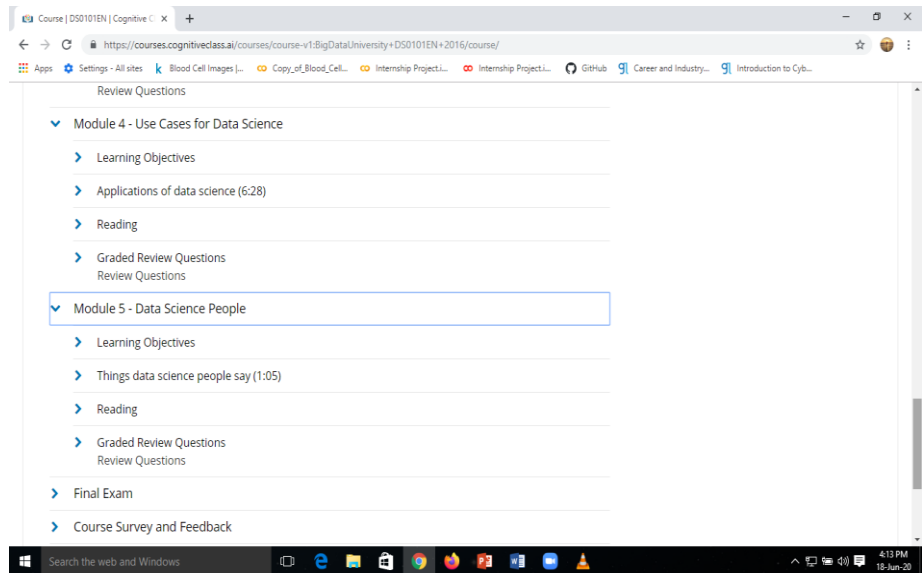 Course | DS0101EN | Cognitive C
https://courses.cognitiveclass.ai/courses/course-v1:BigDataUniversity+DS0101EN+2016/course/
Apps Settings - All sites Blood Cell Images |... Copy_of_Blood_Cell... Internship Project.i... Internship Project.i... GitHub Career and Industry... Introduction to Cyb...
Review Questions
Module 4 - Use Cases for Data Science
Learning Objectives
Applications of data science (6:28)
Reading
Graded Review Questions
Review Questions
Module 5 - Data Science People
Learning Objectives
Things data science people say (1:05)
Reading
Graded Review Questions
Review Questions
Final Exam
Course Survey and Feedback
Search the web and Windows
4:13 PM
18-Jun-20